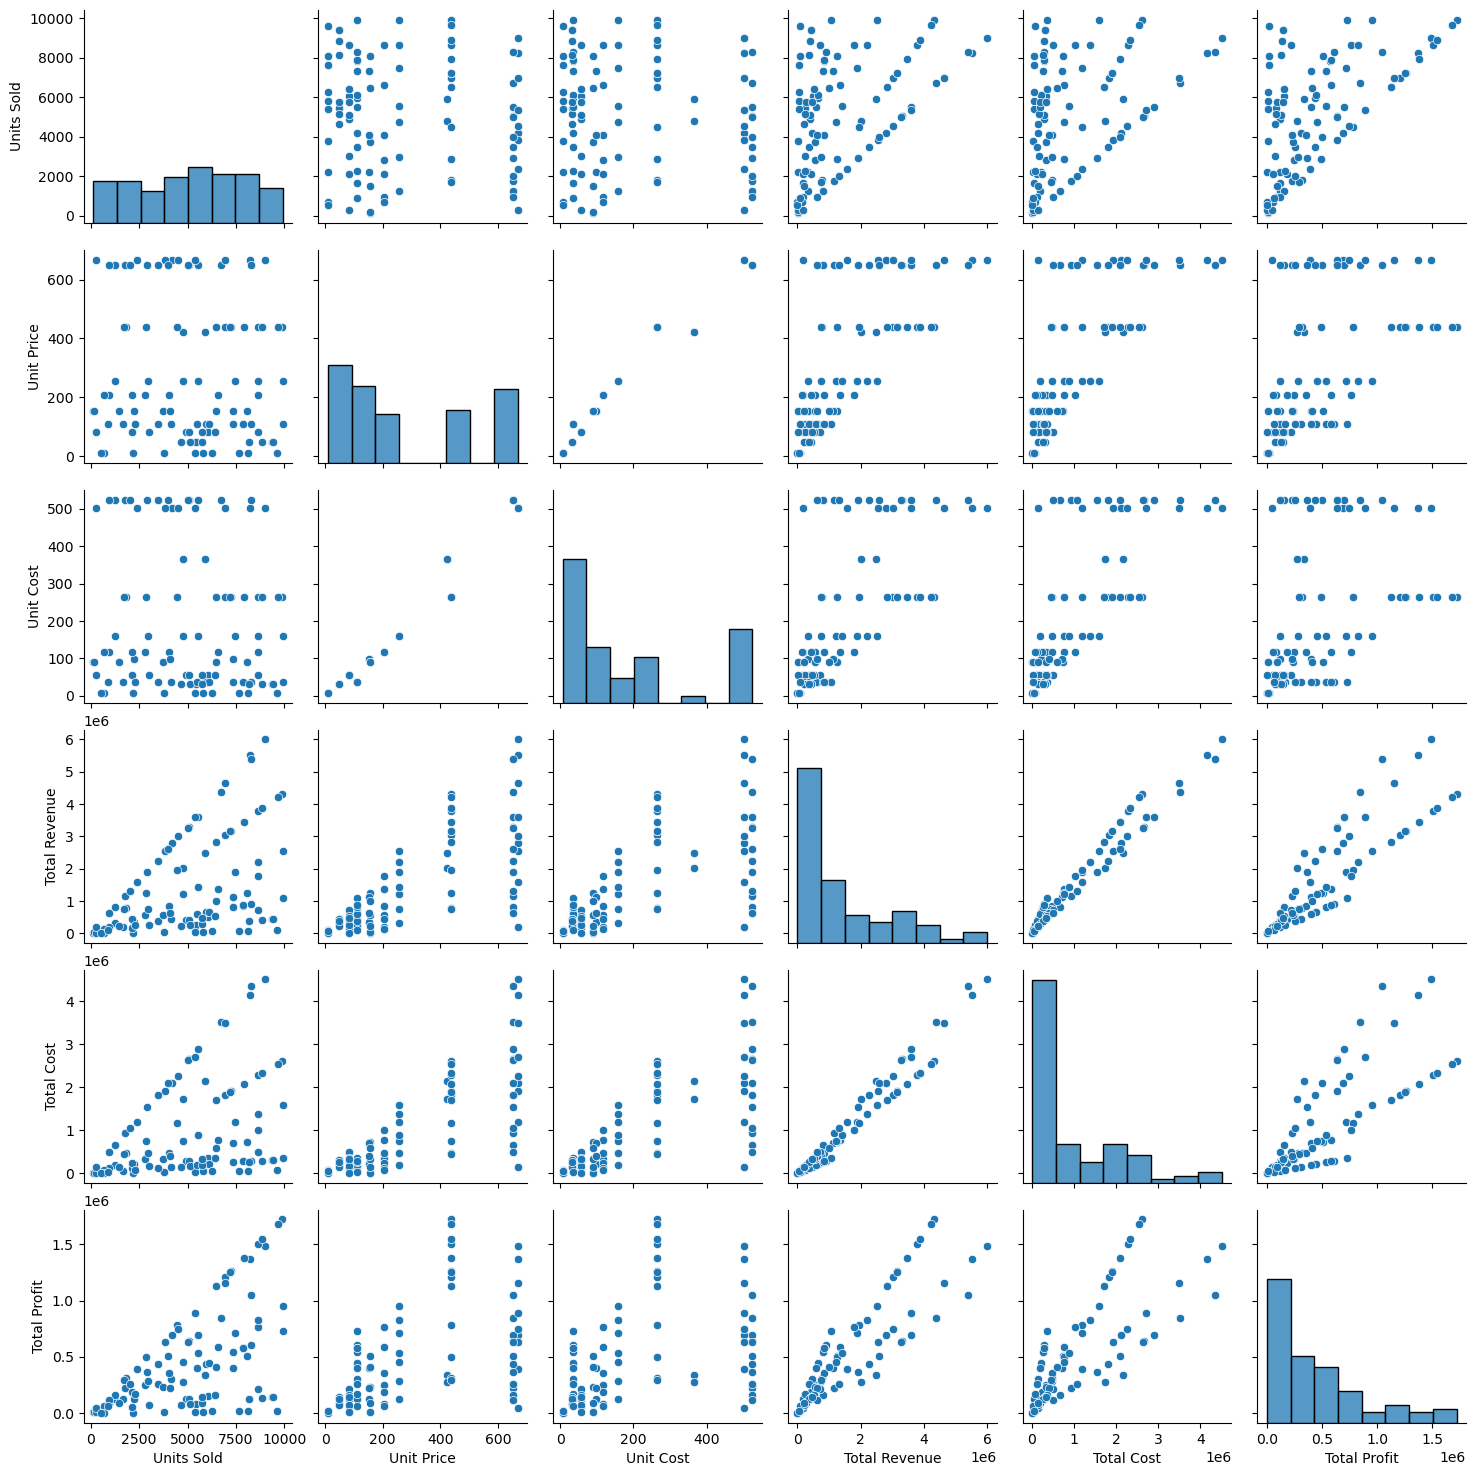 10000
8000
6000
4000
2000
0
Units Sold
600
400
200
0
Unit Price
500
400
300
200
100
0
Unit Cost
1e6
6
5
4
3
2
1
0
Total Revenue
1e6
4
3
2
1
0
Total Cost
1e6
1.5
1.0
0.5
0.0
Total Profit
0 2500 5000 7500 10000
Units Sold
0 200 400 600
Unit Price
0 200 400
Unit Cost
0 2 4 6
1e6
Total Revenue
0 1 2 3 4
1e6
Total Cost
0.0 0.5 1.0 1.5
1e6
Total Profit